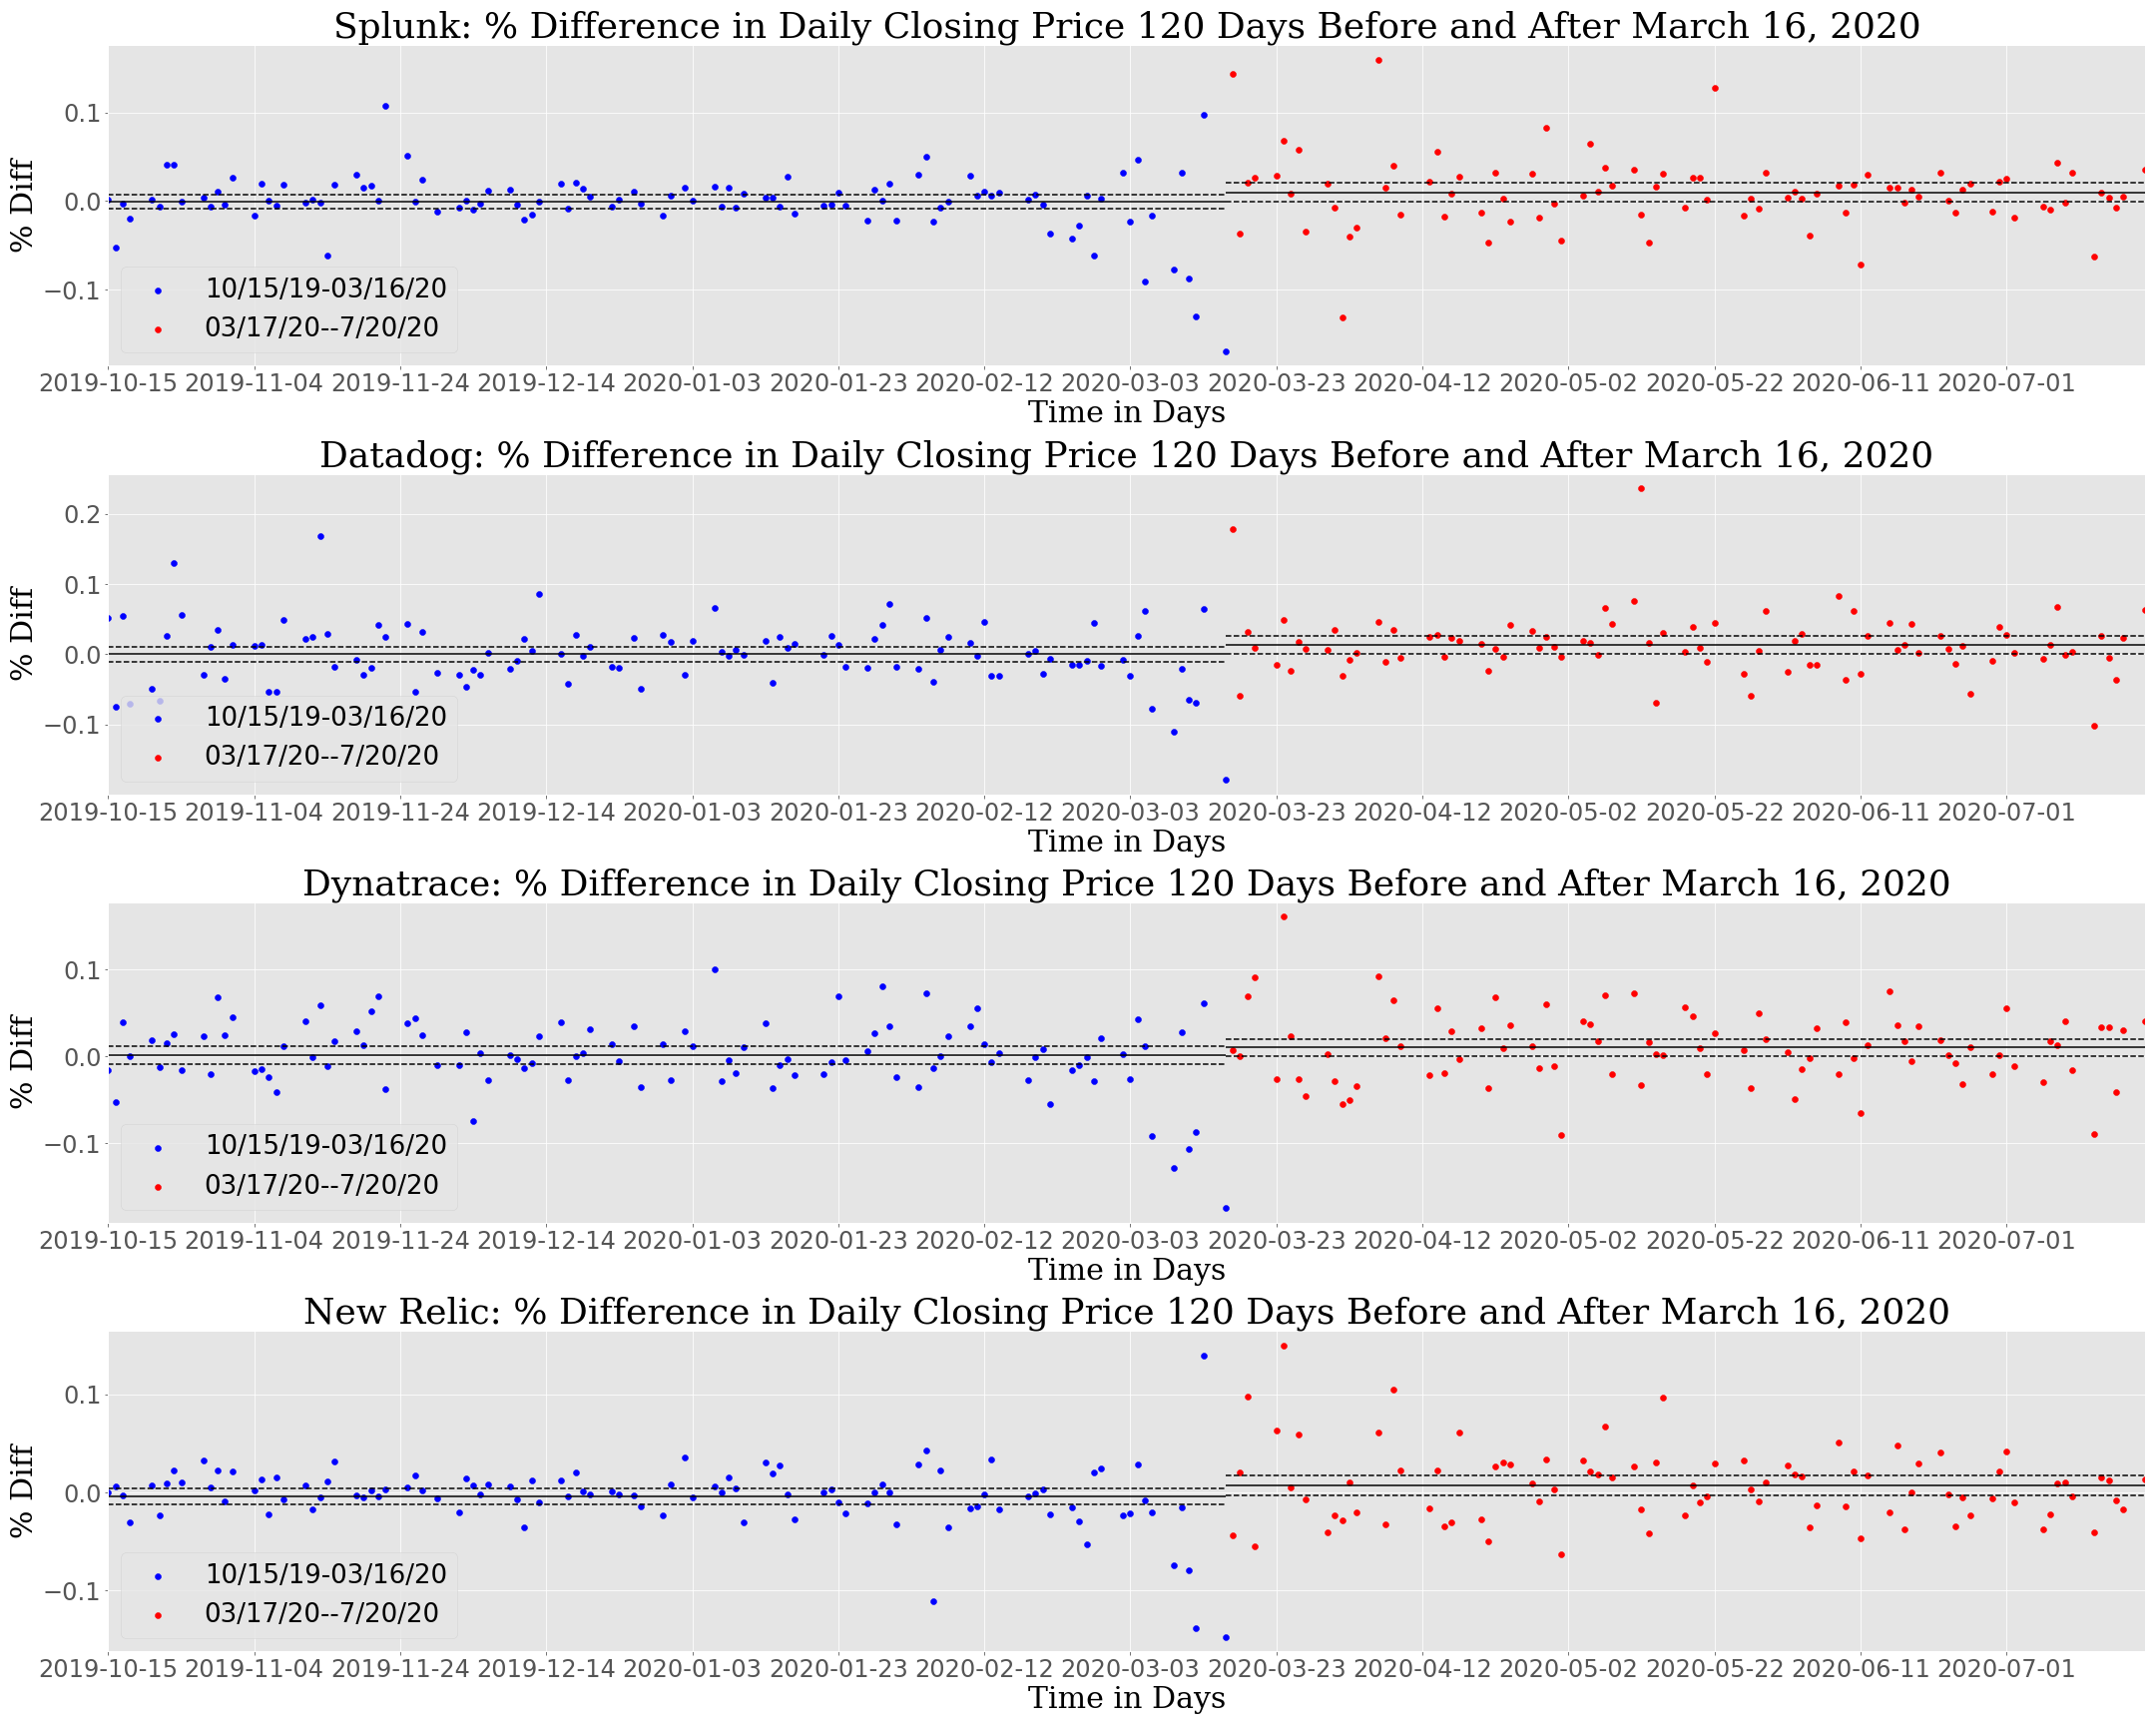 Splunk: % Difference in Daily Closing Price 120 Days Before and After March 16, 2020
% Diff
0.1
0.0
−0.1
10/15/19-03/16/20
03/17/20--7/20/20
2019-10-15 2019-11-04 2019-11-24 2019-12-14 2020-01-03 2020-01-23 2020-02-12 2020-03-03 2020-03-23 2020-04-12 2020-05-02 2020-05-22 2020-06-11 2020-07-01
Time in Days
Datadog: % Difference in Daily Closing Price 120 Days Before and After March 16, 2020
% Diff
0.2
0.1
0.0
−0.1
10/15/19-03/16/20
03/17/20--7/20/20
2019-10-15 2019-11-04 2019-11-24 2019-12-14 2020-01-03 2020-01-23 2020-02-12 2020-03-03 2020-03-23 2020-04-12 2020-05-02 2020-05-22 2020-06-11 2020-07-01
Time in Days
Dynatrace: % Difference in Daily Closing Price 120 Days Before and After March 16, 2020
% Diff
0.1
0.0
−0.1
10/15/19-03/16/20
03/17/20--7/20/20
2019-10-15 2019-11-04 2019-11-24 2019-12-14 2020-01-03 2020-01-23 2020-02-12 2020-03-03 2020-03-23 2020-04-12 2020-05-02 2020-05-22 2020-06-11 2020-07-01
Time in Days
New Relic: % Difference in Daily Closing Price 120 Days Before and After March 16, 2020
% Diff
0.1
0.0
−0.1
10/15/19-03/16/20
03/17/20--7/20/20
2019-10-15 2019-11-04 2019-11-24 2019-12-14 2020-01-03 2020-01-23 2020-02-12 2020-03-03 2020-03-23 2020-04-12 2020-05-02 2020-05-22 2020-06-11 2020-07-01
Time in Days